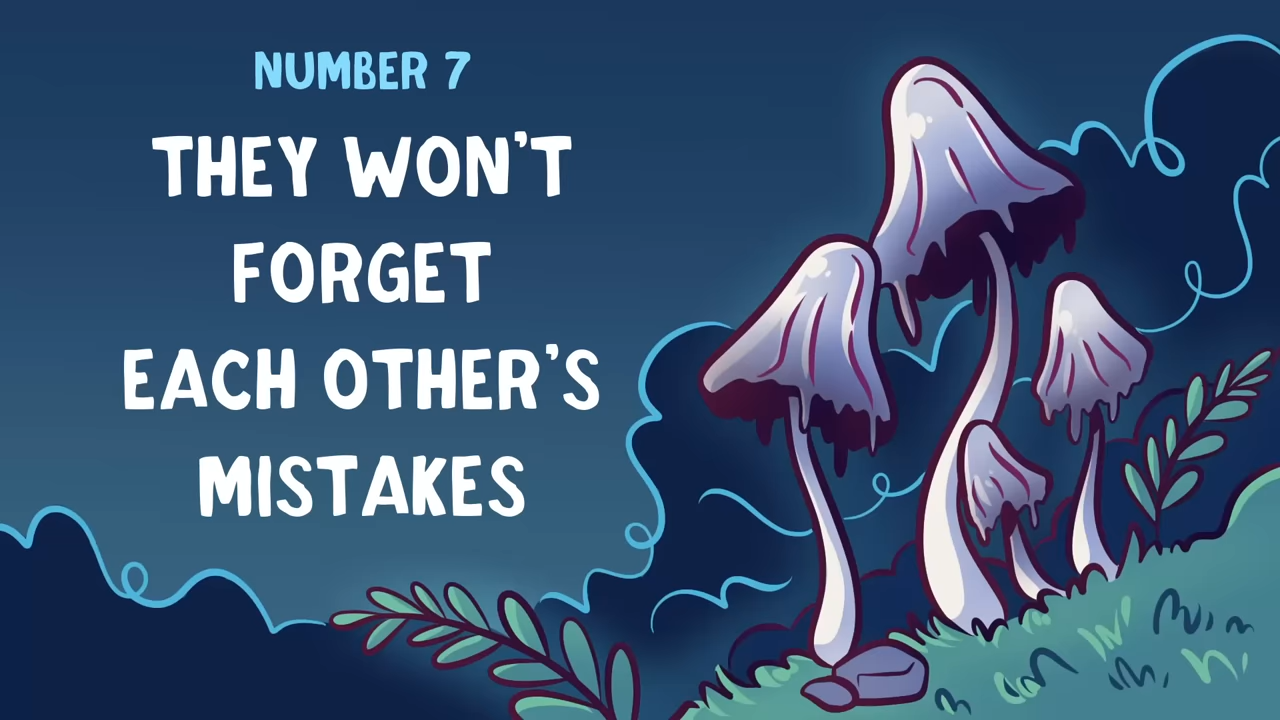 NUMBER 7
THEY WON'T
FORGET
EACH OTHER'S
MISTAKES